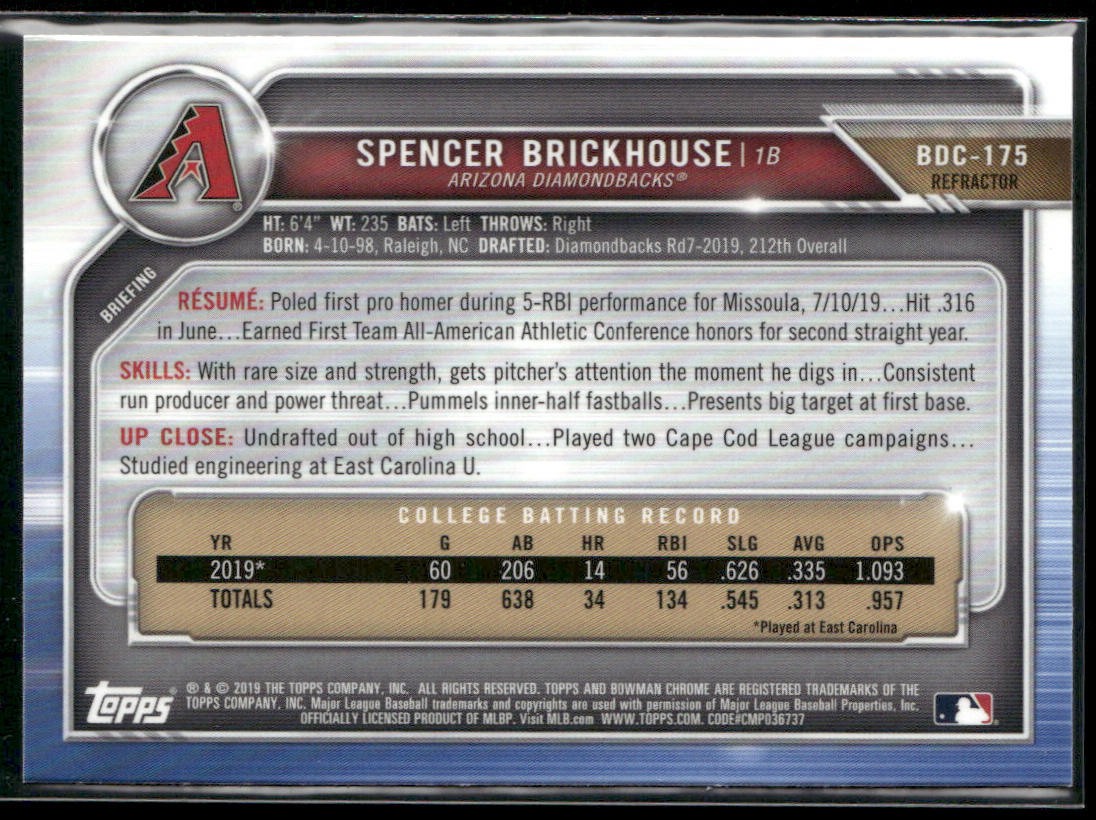 SPENCER BRICKHOUSE | 1B
ARIZONA DIAMONDBACKS®
BDC-175
REFRACTOR
HT: 6'4" WT: 235 BATS: Left THROWS: Right
BORN: 4-10-98, Raleigh, NC DRAFTED: Diamondbacks Rd7-2019, 212th Overall
BRIEFING
RÉSUMÉ: Poled first pro homer during 5-RBI performance for Missoula, 7/10/19...Hit .316
in June...Earned First Team All-American Athletic Conference honors for second straight year.
SKILLS: With rare size and strength, gets pitcher's attention the moment he digs in...Consistent
run producer and power threat...Pummels inner-half fastballs...Presents big target at first base.
UP CLOSE: Undrafted out of high school...Played two Cape Cod League campaigns...
Studied engineering at East Carolina U.
COLLEGE BATTING RECORD
YR G AB HR RBI SLG AVG OPS
2019* 60 206 14 56 .626 .335 1.093
TOTALS 179 638 34 134 .545 .313 .957
*Played at East Carolina
topps
® & © 2019 THE TOPPS COMPANY, INC. ALL RIGHTS RESERVED. TOPPS AND BOWMAN CHROME ARE REGISTERED TRADEMARKS OF THE
TOPPS COMPANY, INC. Major League Baseball trademarks and copyrights are used with permission of Major League Baseball Properties, Inc.
OFFICIALLY LICENSED PRODUCT OF MLBP. Visit MLB.com WWW.TOPPS.COM. CODE#CMP036737